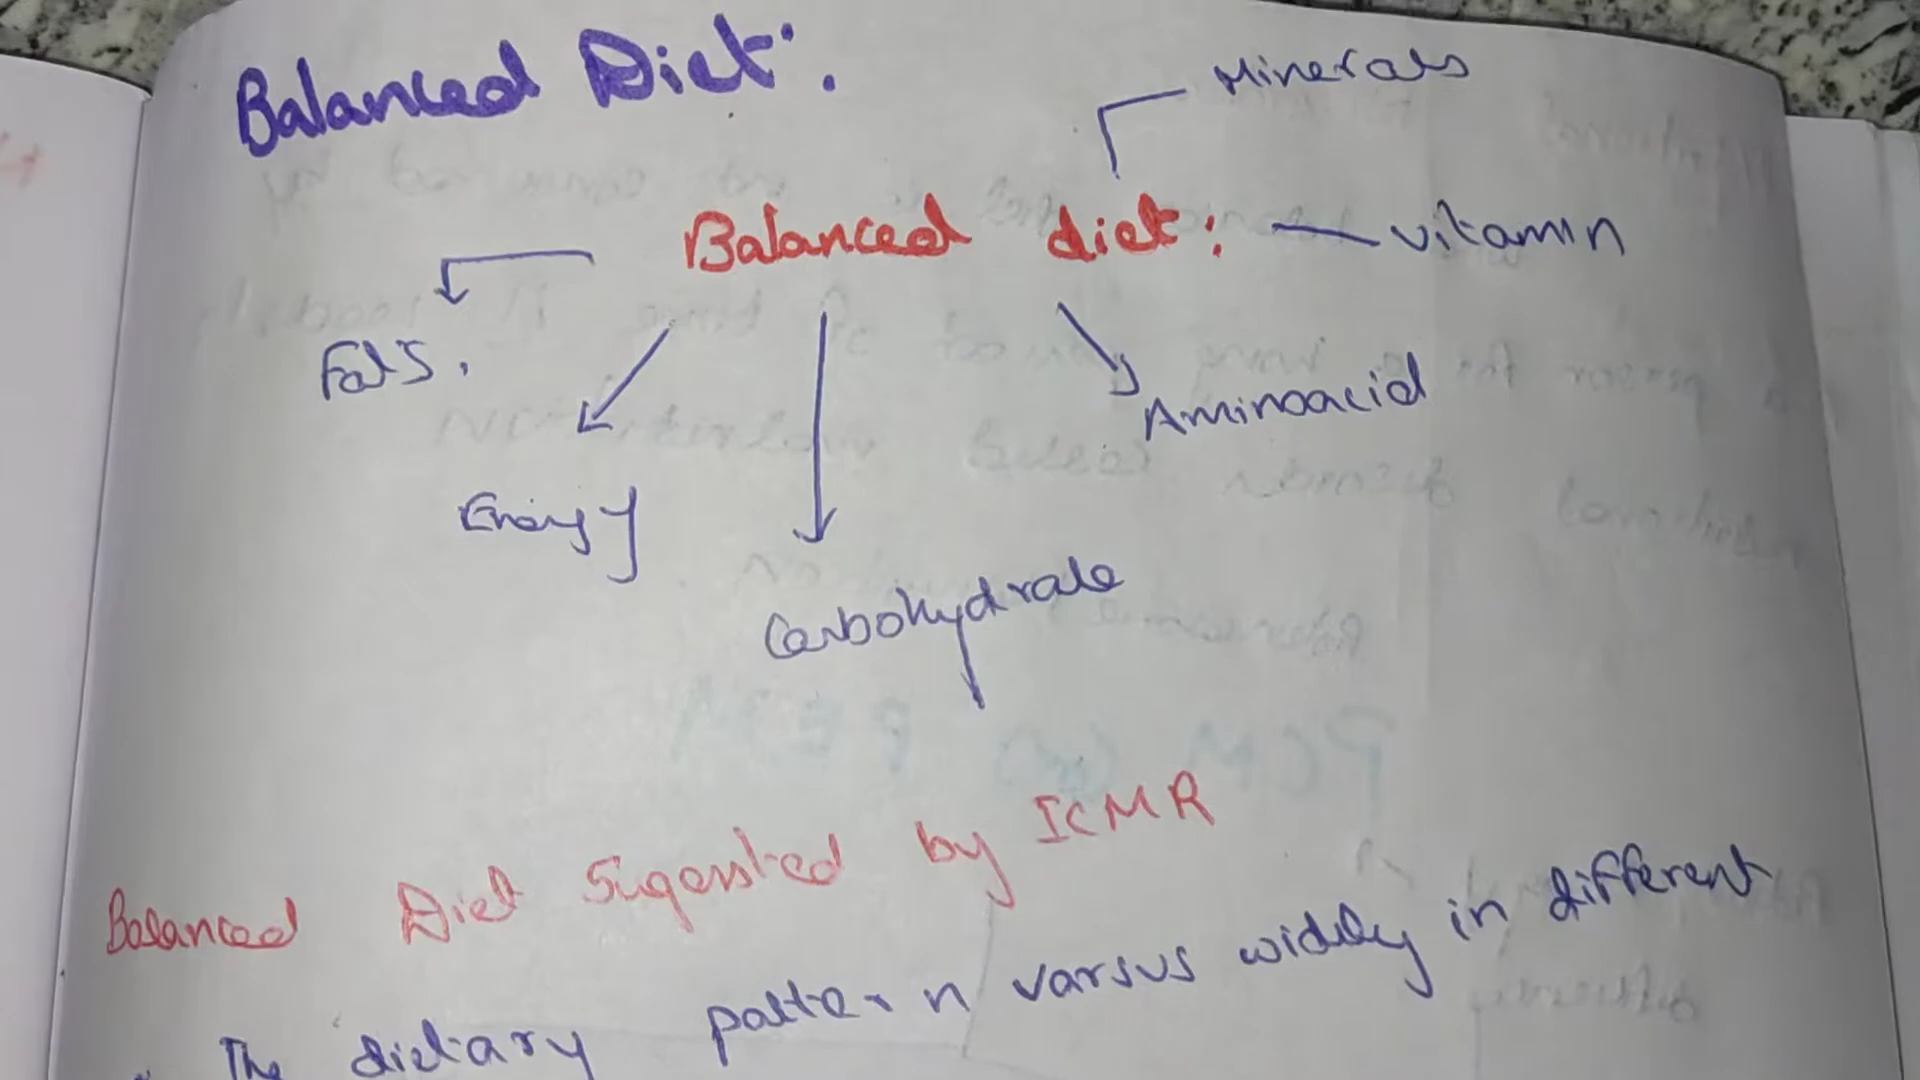 Balanced Diet:
Minerals
Balanced diet: vitamin
Fats.
Aminoacid
Energy
Carbohydrate
Balanced Diet Sugessted by ICMR
The dietary pattern varsus widely in different